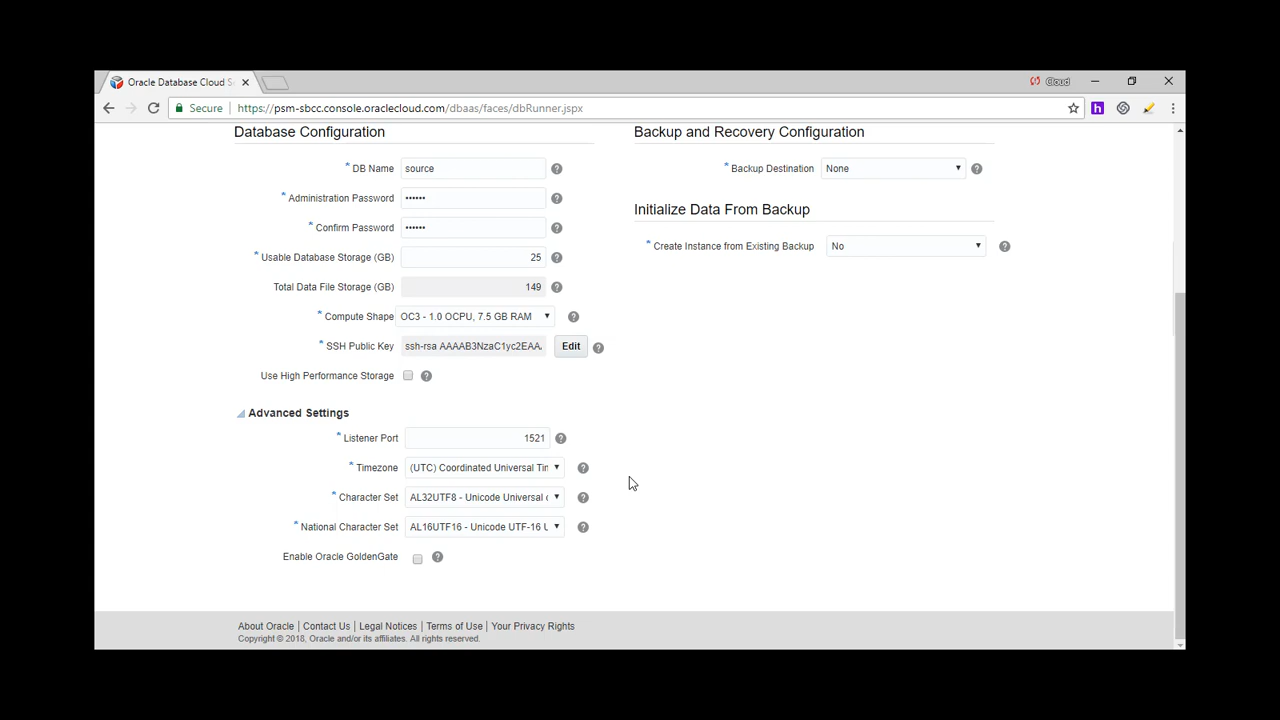 Oracle Database Cloud S
Cloud
Secure
https://psm-sbcc.console.oraclecloud.com/dbaas/faces/dbRunner.jspx
Database Configuration
* DB Name source
* Administration Password ••••••
* Confirm Password ••••••
* Usable Database Storage (GB) 25
Total Data File Storage (GB) 149
* Compute Shape OC3 - 1.0 OCPU, 7.5 GB RAM
* SSH Public Key ssh-rsa AAAAB3NzaC1yc2EAA Edit
Use High Performance Storage
Advanced Settings
* Listener Port 1521
* Timezone (UTC) Coordinated Universal Tin
* Character Set AL32UTF8 - Unicode Universal
* National Character Set AL16UTF16 - Unicode UTF-16 U
Enable Oracle GoldenGate
Backup and Recovery Configuration
* Backup Destination None
Initialize Data From Backup
* Create Instance from Existing Backup No
About Oracle | Contact Us | Legal Notices | Terms of Use | Your Privacy Rights
Copyright © 2018, Oracle and/or its affiliates. All rights reserved.